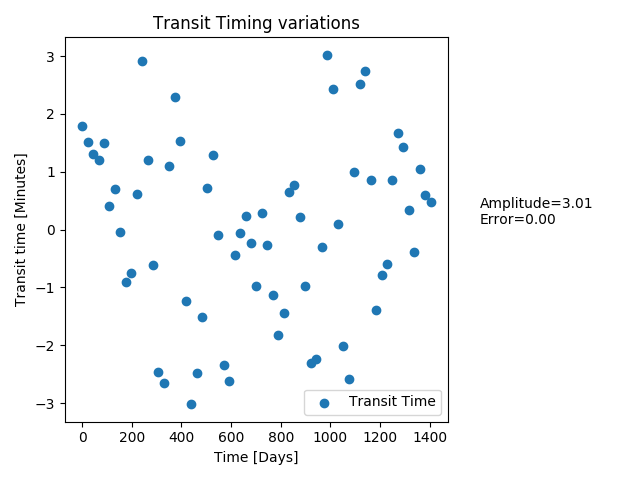 Transit Timing variations
Transit time [Minutes]
3
2
1
0
−1
−2
−3
Amplitude=3.01
Error=0.00
Transit Time
0 200 400 600 800 1000 1200 1400
Time [Days]